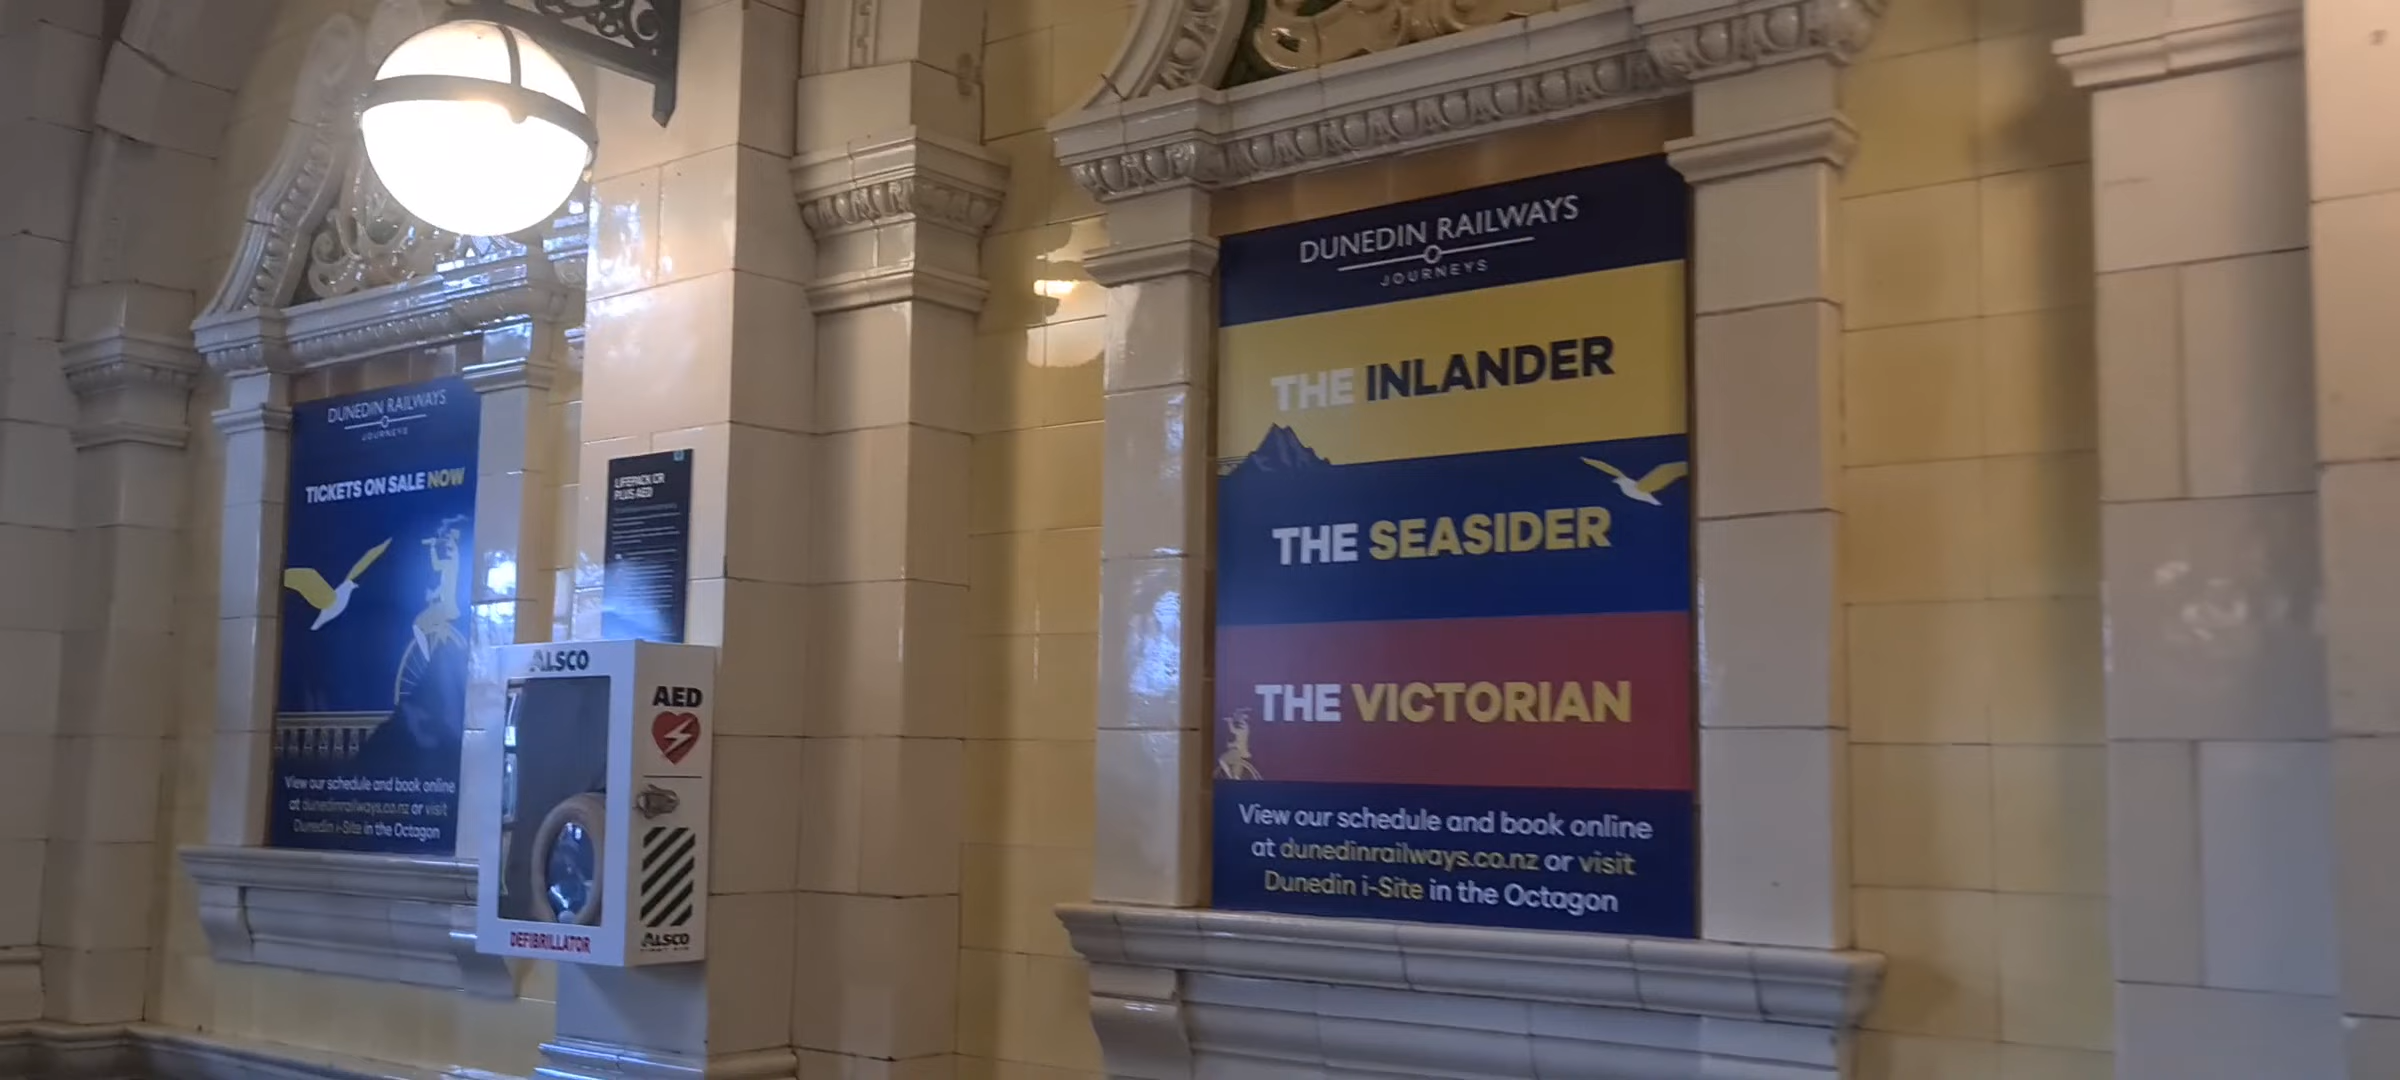 DUNEDIN RAILWAYS
JOURNEYS
TICKETS ON SALE NOW
View our schedule and book online
at dunedinrailways.co.nz or visit
Dunedin i-Site in the Octagon
LIFEPACK CR
PLUS AED
ALSCO
DEFIBRILLATOR
AED
ALSCO
DUNEDIN RAILWAYS
JOURNEYS
THE INLANDER
THE SEASIDER
THE VICTORIAN
View our schedule and book online
at dunedinrailways.co.nz or visit
Dunedin i-Site in the Octagon